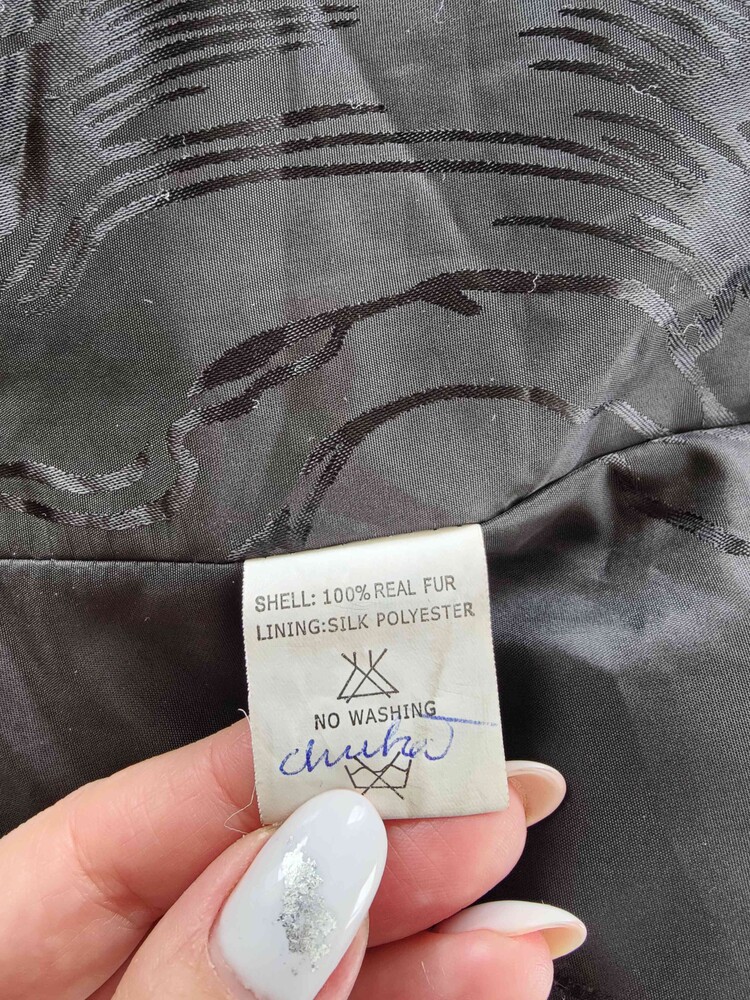 SHELL: 100% REAL FUR
LINING:SILK POLYESTER
NO WASHING